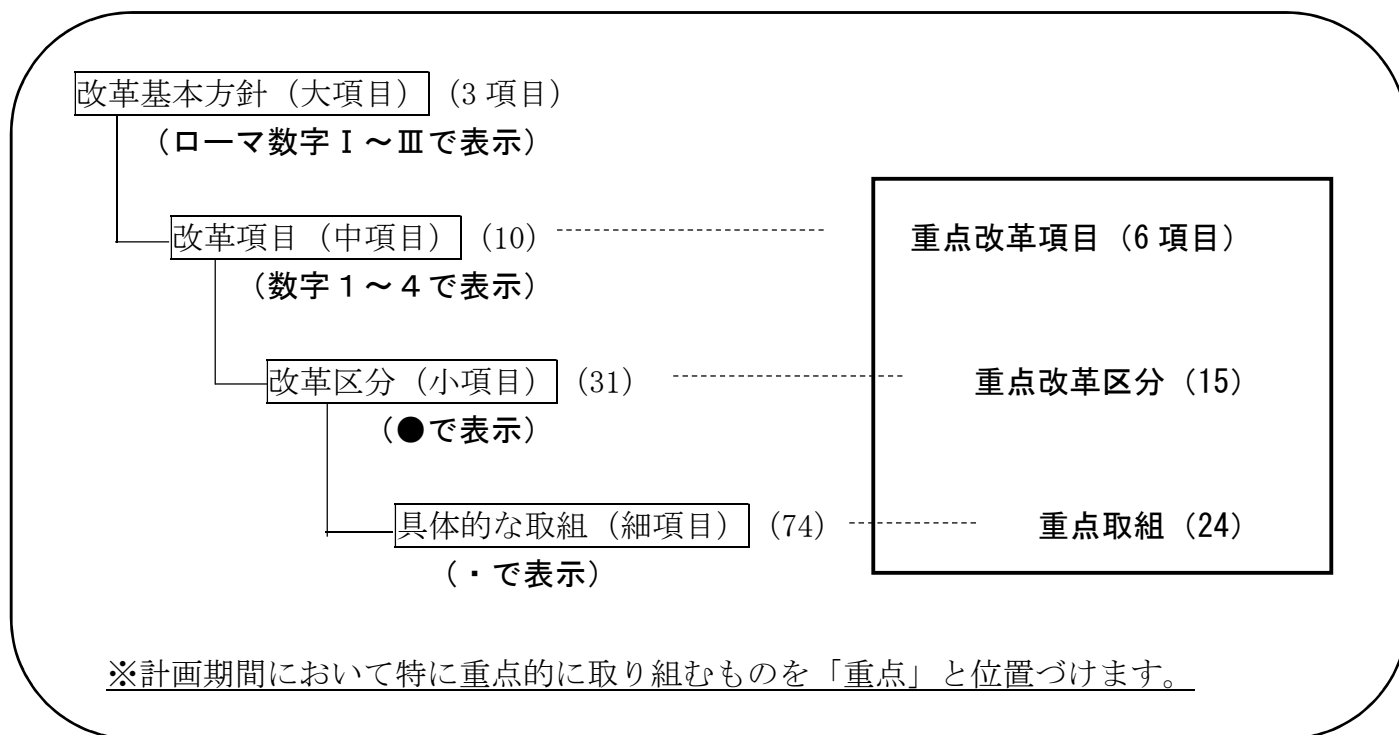 改革基本方針（大項目）（3 項目）
（ローマ数字Ⅰ～Ⅲで表示）
改革項目（中項目）（10） 重点改革項目（6 項目）
（数字１～４で表示）
改革区分（小項目）（31） 重点改革区分（15）
（●で表示）
具体的な取組（細項目）（74） 重点取組（24）
（・で表示）
※計画期間において特に重点的に取り組むものを「重点」と位置づけます。